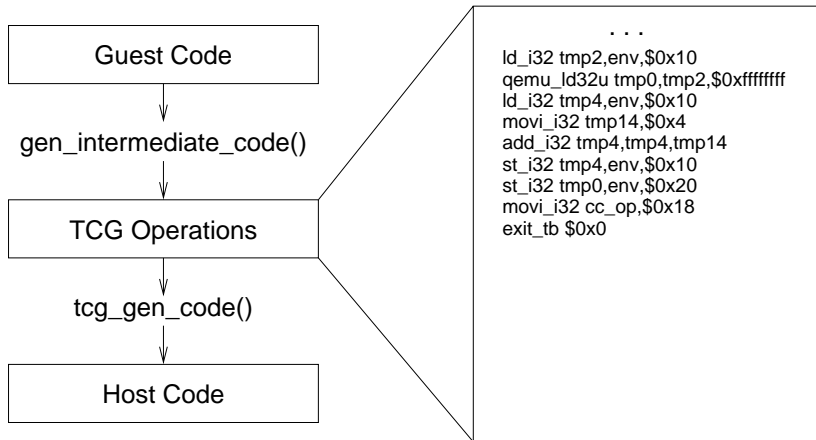 Guest Code
gen_intermediate_code()
TCG Operations
tcg_gen_code()
Host Code
. . .
ld_i32 tmp2,env,$0x10
qemu_ld32u tmp0,tmp2,$0xffffffff
ld_i32 tmp4,env,$0x10
movi_i32 tmp14,$0x4
add_i32 tmp4,tmp4,tmp14
st_i32 tmp4,env,$0x10
st_i32 tmp0,env,$0x20
movi_i32 cc_op,$0x18
exit_tb $0x0